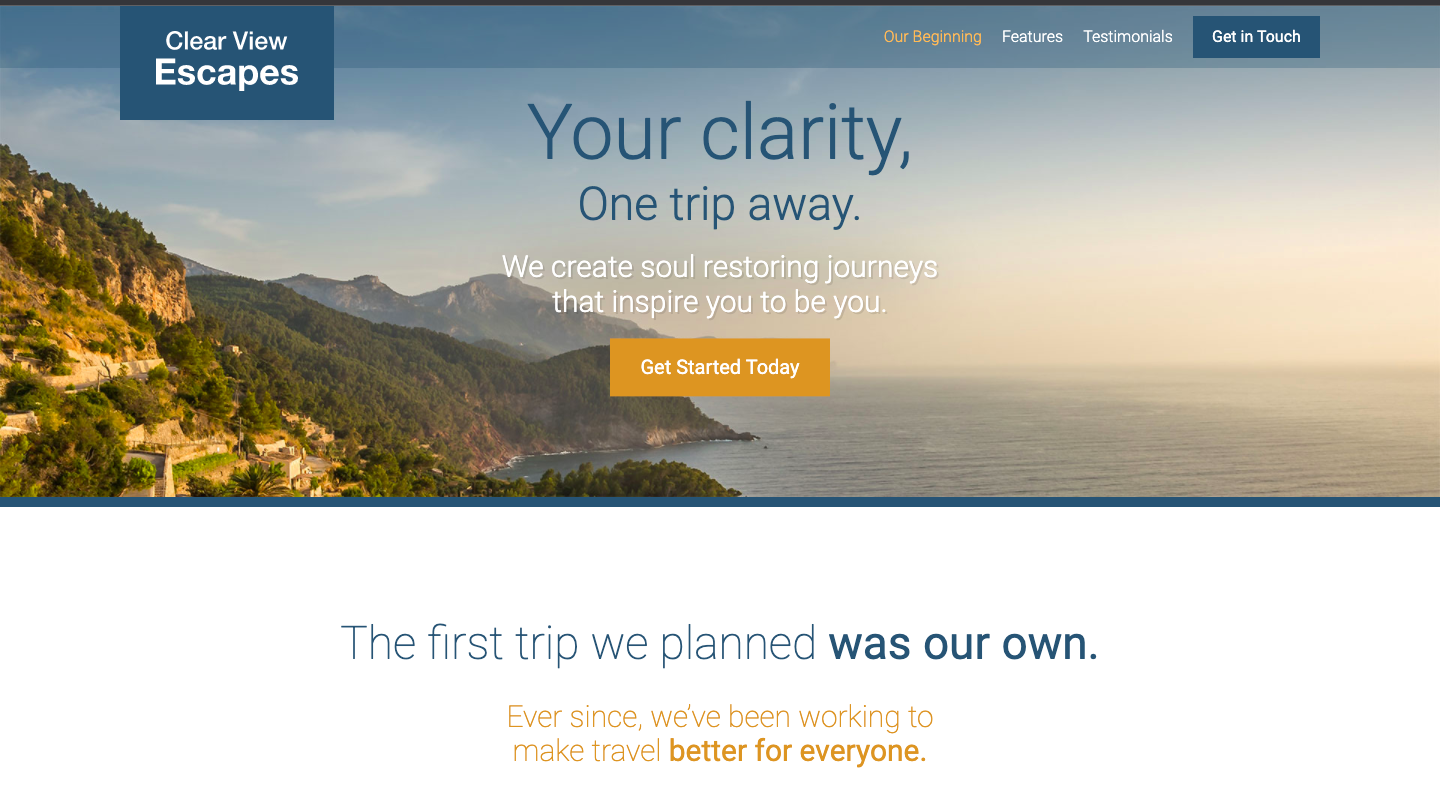 Clear View
Escapes
Our Beginning Features Testimonials Get in Touch
Your clarity,
One trip away.
We create soul restoring journeys
that inspire you to be you.
Get Started Today
The first trip we planned was our own.
Ever since, we’ve been working to
make travel better for everyone.